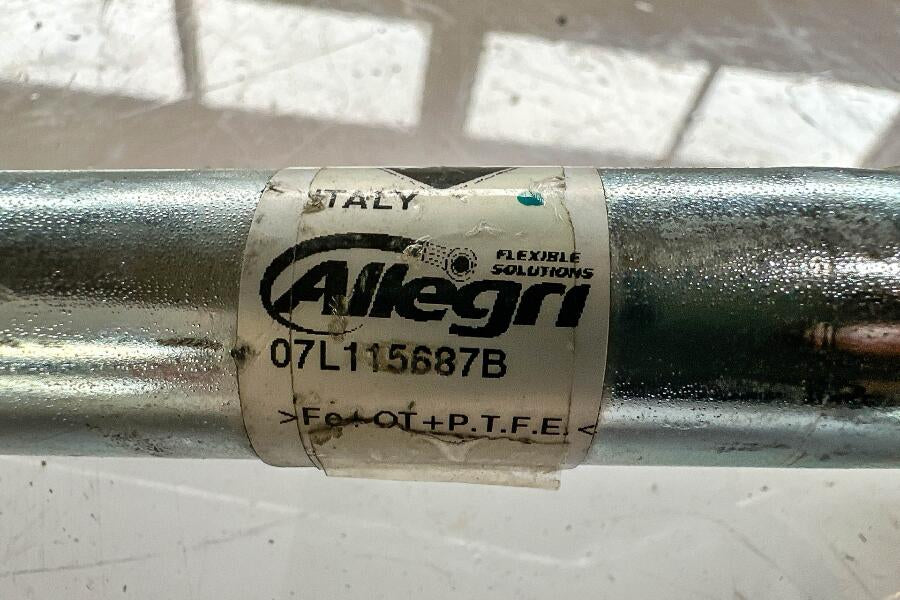 ITALY
FLEXIBLE
SOLUTIONS
Allegri
07L115687B
>Fe+OT+P.T.F.E.<